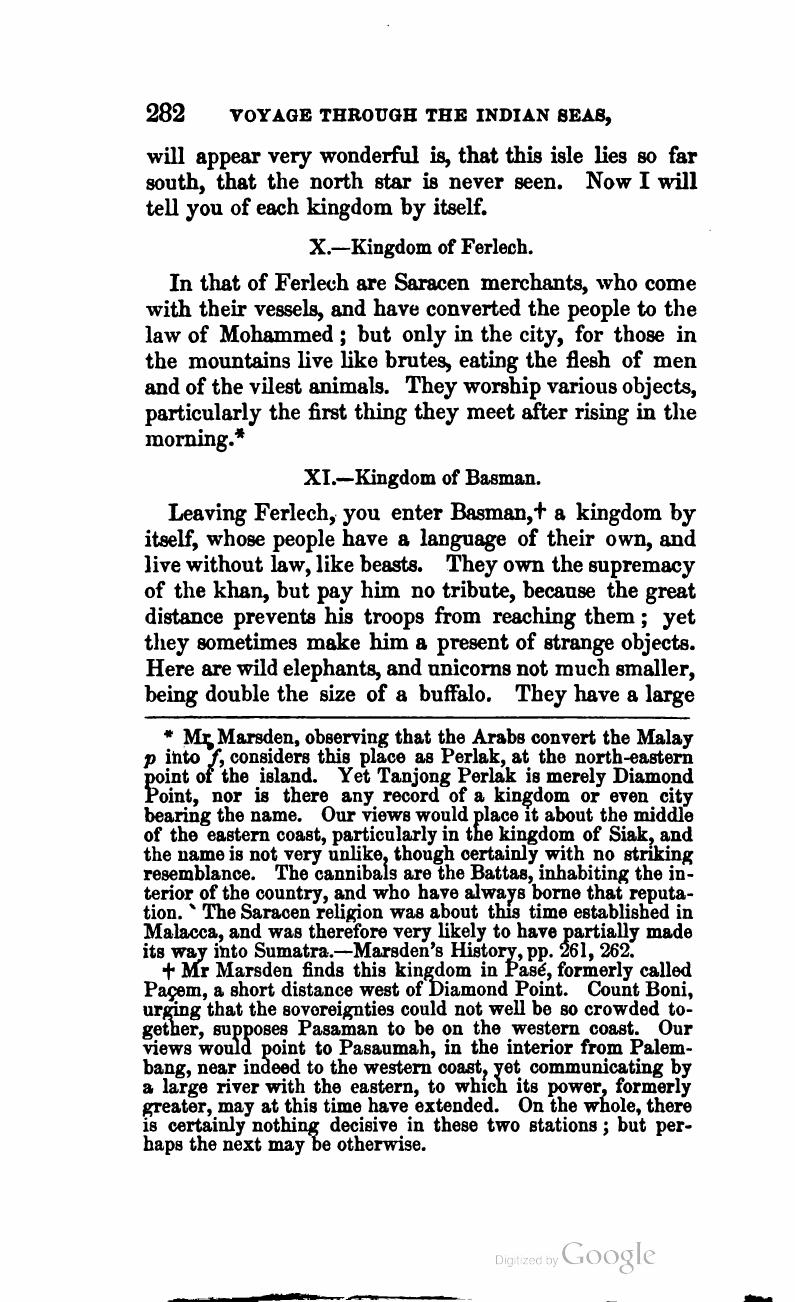 282 VOYAGE THROUGH THE INDIAN SEAS,
will appear very wonderful is, that this isle lies so far
south, that the north star is never seen. Now I will
tell you of each kingdom by itself.
X.—Kingdom of Ferlech.
In that of Ferlech are Saracen merchants, who come
with their vessels, and have converted the people to the
law of Mohammed ; but only in the city, for those in
the mountains live like brutes, eating the flesh of men
and of the vilest animals. They worship various objects,
particularly the first thing they meet after rising in the
morning.*
XI.—Kingdom of Basman.
Leaving Ferlech, you enter Basman,† a kingdom by
itself, whose people have a language of their own, and
live without law, like beasts. They own the supremacy
of the khan, but pay him no tribute, because the great
distance prevents his troops from reaching them ; yet
they sometimes make him a present of strange objects.
Here are wild elephants, and unicorns not much smaller,
being double the size of a buffalo. They have a large
* Mr Marsden, observing that the Arabs convert the Malay
p into f, considers this place as Perlak, at the north-eastern
point of the island. Yet Tanjong Perlak is merely Diamond
Point, nor is there any record of a kingdom or even city
bearing the name. Our views would place it about the middle
of the eastern coast, particularly in the kingdom of Siak, and
the name is not very unlike, though certainly with no striking
resemblance. The cannibals are the Battas, inhabiting the in-
terior of the country, and who have always borne that reputa-
tion. The Saracen religion was about this time established in
Malacca, and was therefore very likely to have partially made
its way into Sumatra.—Marsden's History, pp. 261, 262.
† Mr Marsden finds this kingdom in Pasé, formerly called
Paçem, a short distance west of Diamond Point. Count Boni,
urging that the sovereignties could not well be so crowded to-
gether, supposes Pasaman to be on the western coast. Our
views would point to Pasaumah, in the interior from Palem-
bang, near indeed to the western coast, yet communicating by
a large river with the eastern, to which its power, formerly
greater, may at this time have extended. On the whole, there
is certainly nothing decisive in these two stations ; but per-
haps the next may be otherwise.
Digitized by Google